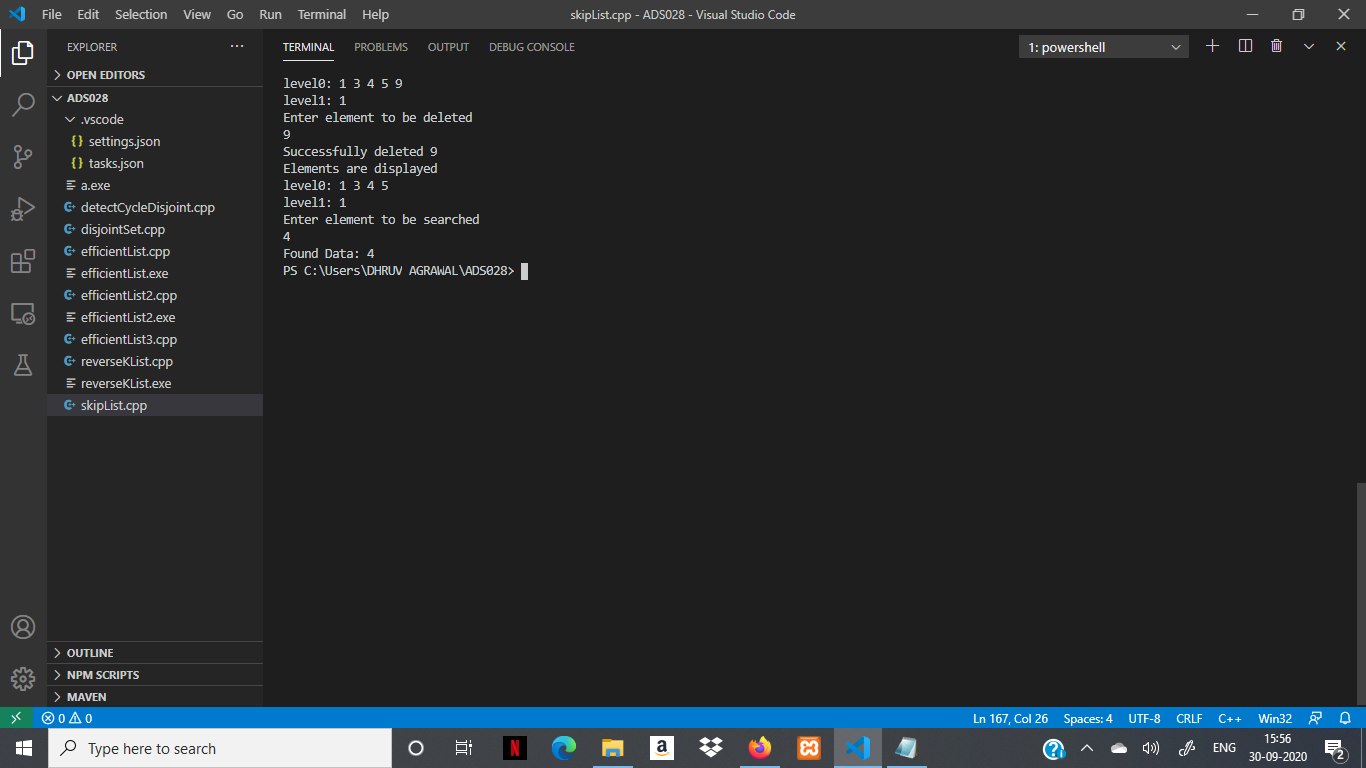 File Edit Selection View Go Run Terminal Help
skipList.cpp - ADS028 - Visual Studio Code
EXPLORER
OPEN EDITORS
ADS028
.vscode
{} settings.json
{} tasks.json
a.exe
detectCycleDisjoint.cpp
disjointSet.cpp
efficientList.cpp
efficientList.exe
efficientList2.cpp
efficientList2.exe
efficientList3.cpp
reverseKList.cpp
reverseKList.exe
skipList.cpp
OUTLINE
NPM SCRIPTS
MAVEN
TERMINAL PROBLEMS OUTPUT DEBUG CONSOLE
1: powershell
level0: 1 3 4 5 9
level1: 1
Enter element to be deleted
9
Successfully deleted 9
Elements are displayed
level0: 1 3 4 5
level1: 1
Enter element to be searched
4
Found Data: 4
PS C:\Users\DHRUV AGRAWAL\ADS028>
0 0
Ln 167, Col 26 Spaces: 4 UTF-8 CRLF C++ Win32
Type here to search
ENG
15:56
30-09-2020
2